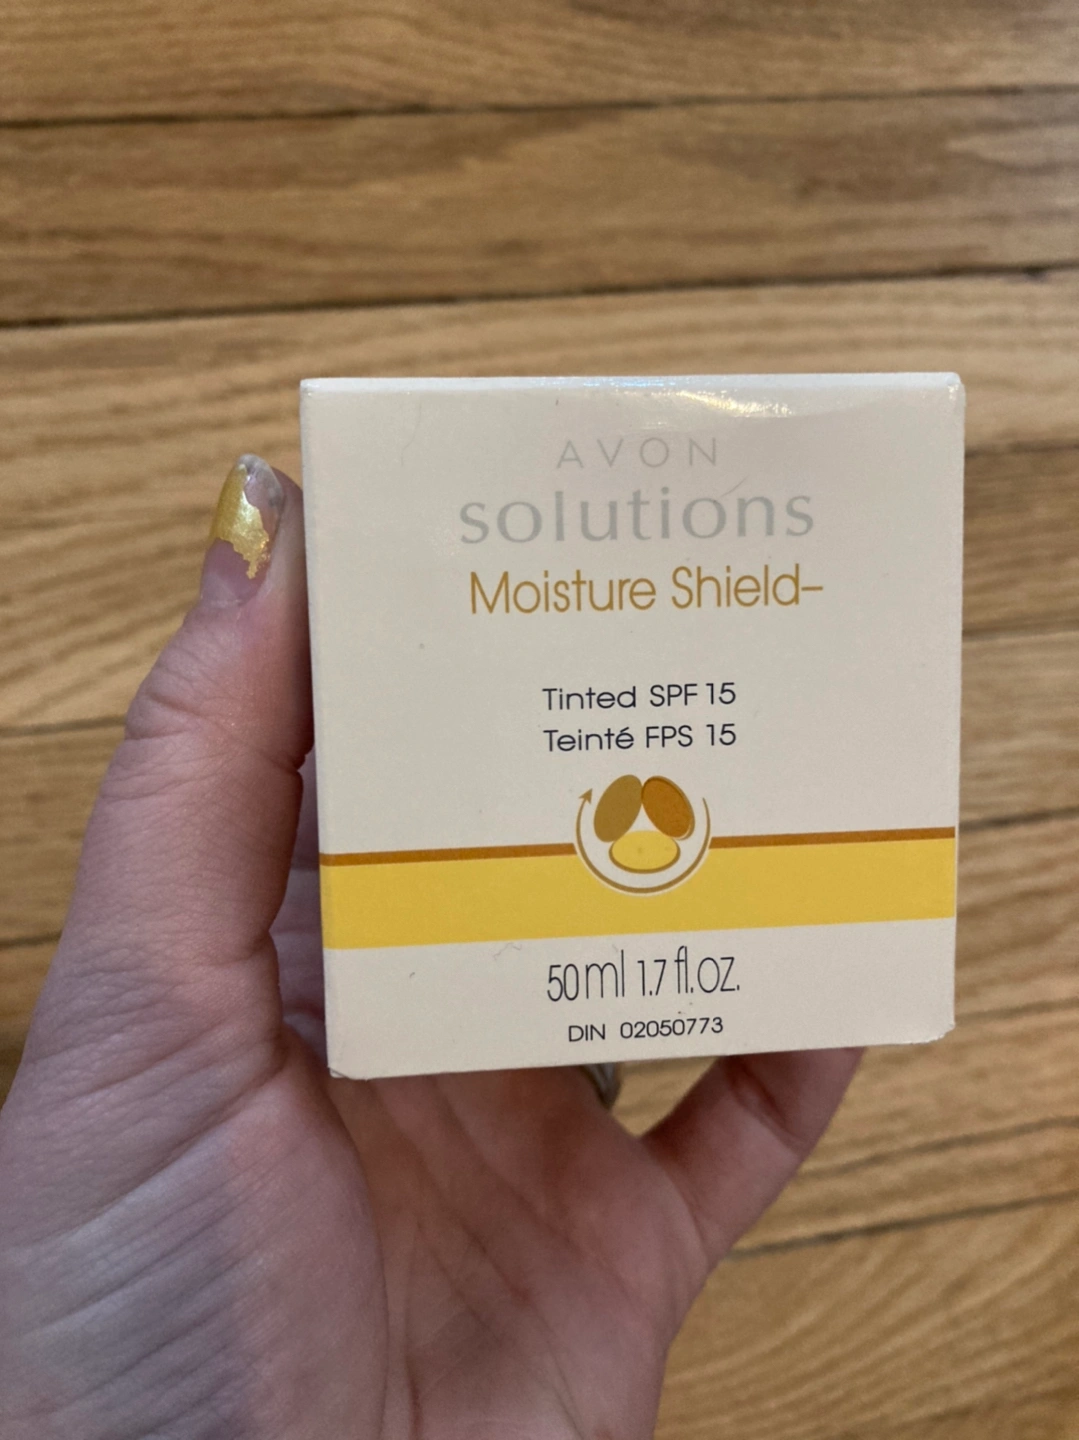 AVON
solutions
Moisture Shield–
Tinted SPF 15
Teinté FPS 15
50ml 1.7 fl.oz.
DIN 02050773